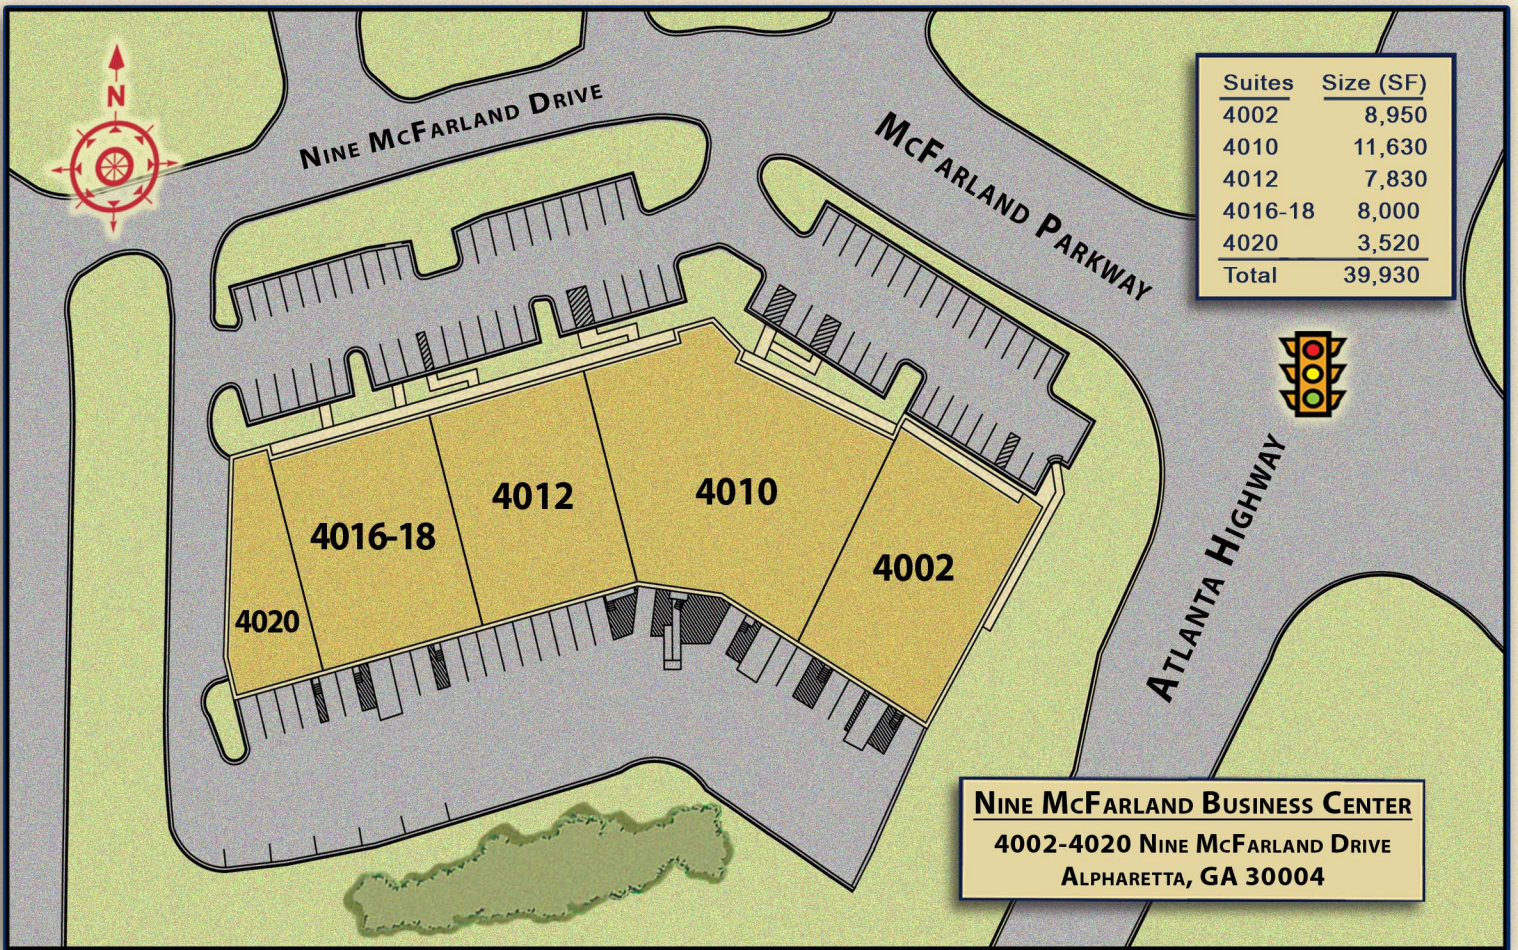 N
Nine McFarland Drive
McFarland Parkway
Suites Size (SF)
4002 8,950
4010 11,630
4012 7,830
4016-18 8,000
4020 3,520
Total 39,930
4012
4010
4016-18
4002
4020
Atlanta Highway
Nine McFarland Business Center
4002-4020 Nine McFarland Drive
Alpharetta, GA 30004